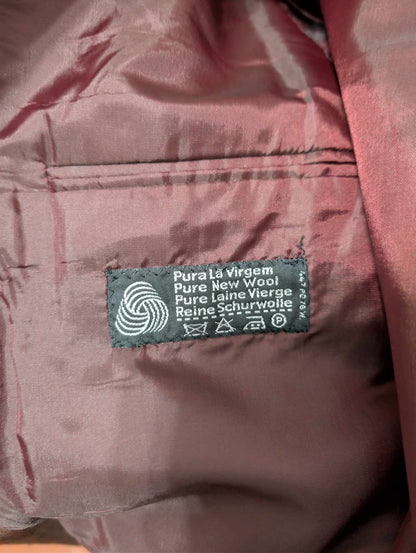 Pura Lã Virgem
Pure New Wool
Pure Laine Vierge
Reine Schurwolle
P